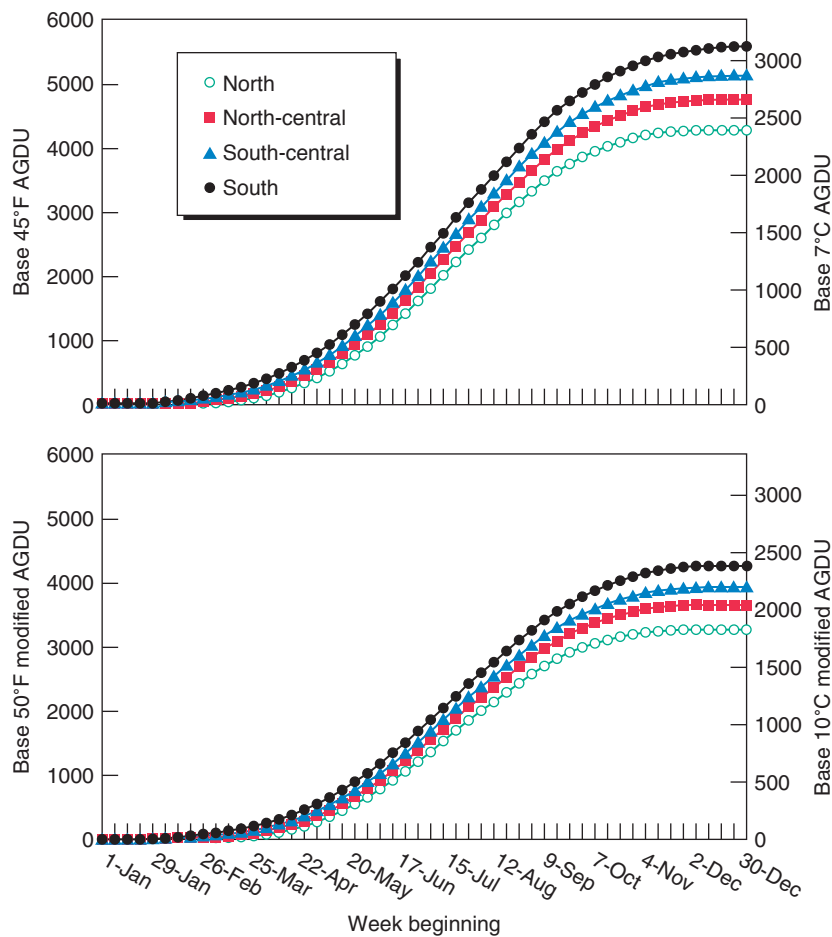 6000
5000
4000
3000
2000
1000
0
Base 45°F AGDU
North
North-central
South-central
South
3000
2500
2000
1500
1000
500
0
Base 7°C AGDU
6000
5000
4000
3000
2000
1000
0
Base 50°F modified AGDU
3000
2500
2000
1500
1000
500
0
Base 10°C modified AGDU
1-Jan
29-Jan
26-Feb
25-Mar
22-Apr
20-May
17-Jun
15-Jul
12-Aug
9-Sep
7-Oct
4-Nov
2-Dec
30-Dec
Week beginning